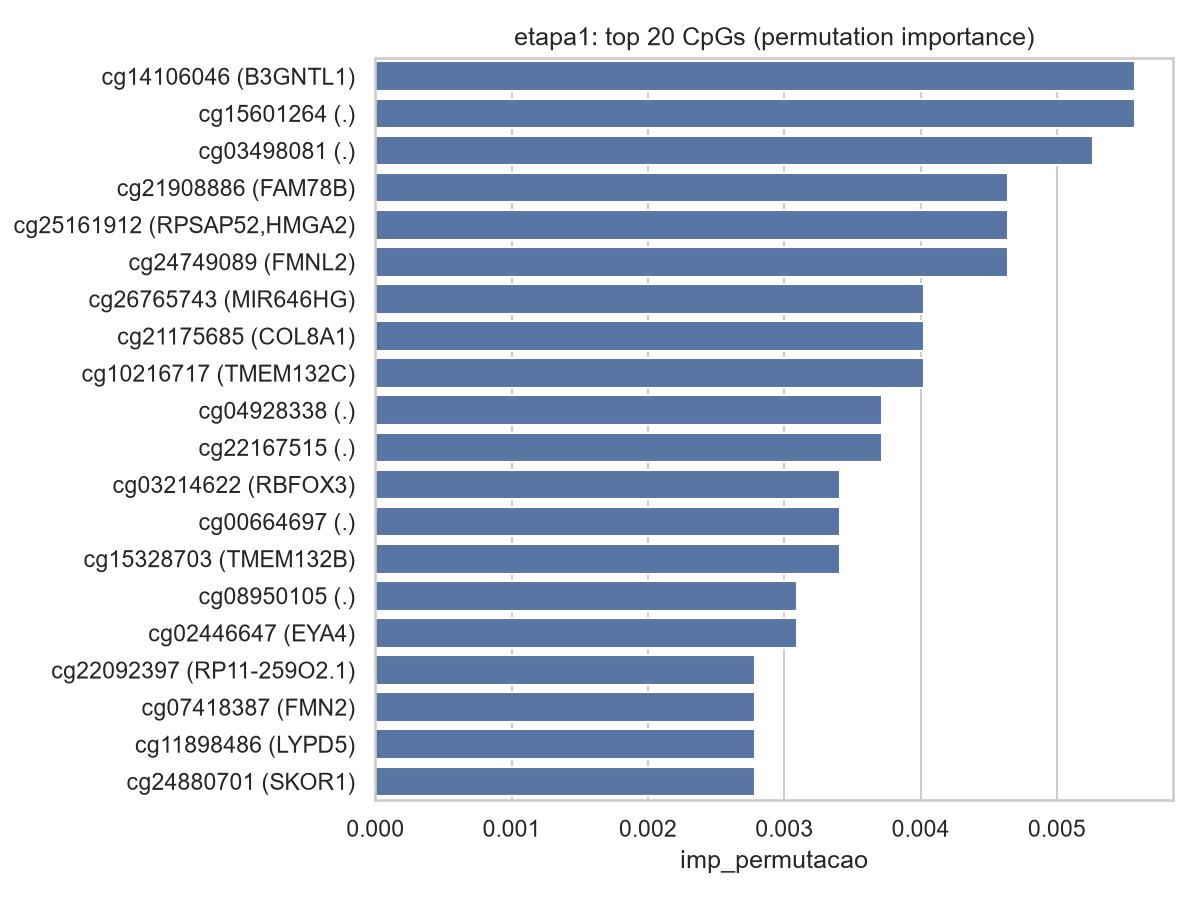 etapa1: top 20 CpGs (permutation importance)
cg14106046 (B3GNTL1)
cg15601264 (.)
cg03498081 (.)
cg21908886 (FAM78B)
cg25161912 (RPSAP52,HMGA2)
cg24749089 (FMNL2)
cg26765743 (MIR646HG)
cg21175685 (COL8A1)
cg10216717 (TMEM132C)
cg04928338 (.)
cg22167515 (.)
cg03214622 (RBFOX3)
cg00664697 (.)
cg15328703 (TMEM132B)
cg08950105 (.)
cg02446647 (EYA4)
cg22092397 (RP11-259O2.1)
cg07418387 (FMN2)
cg11898486 (LYPD5)
cg24880701 (SKOR1)
0.000 0.001 0.002 0.003 0.004 0.005
imp_permutacao